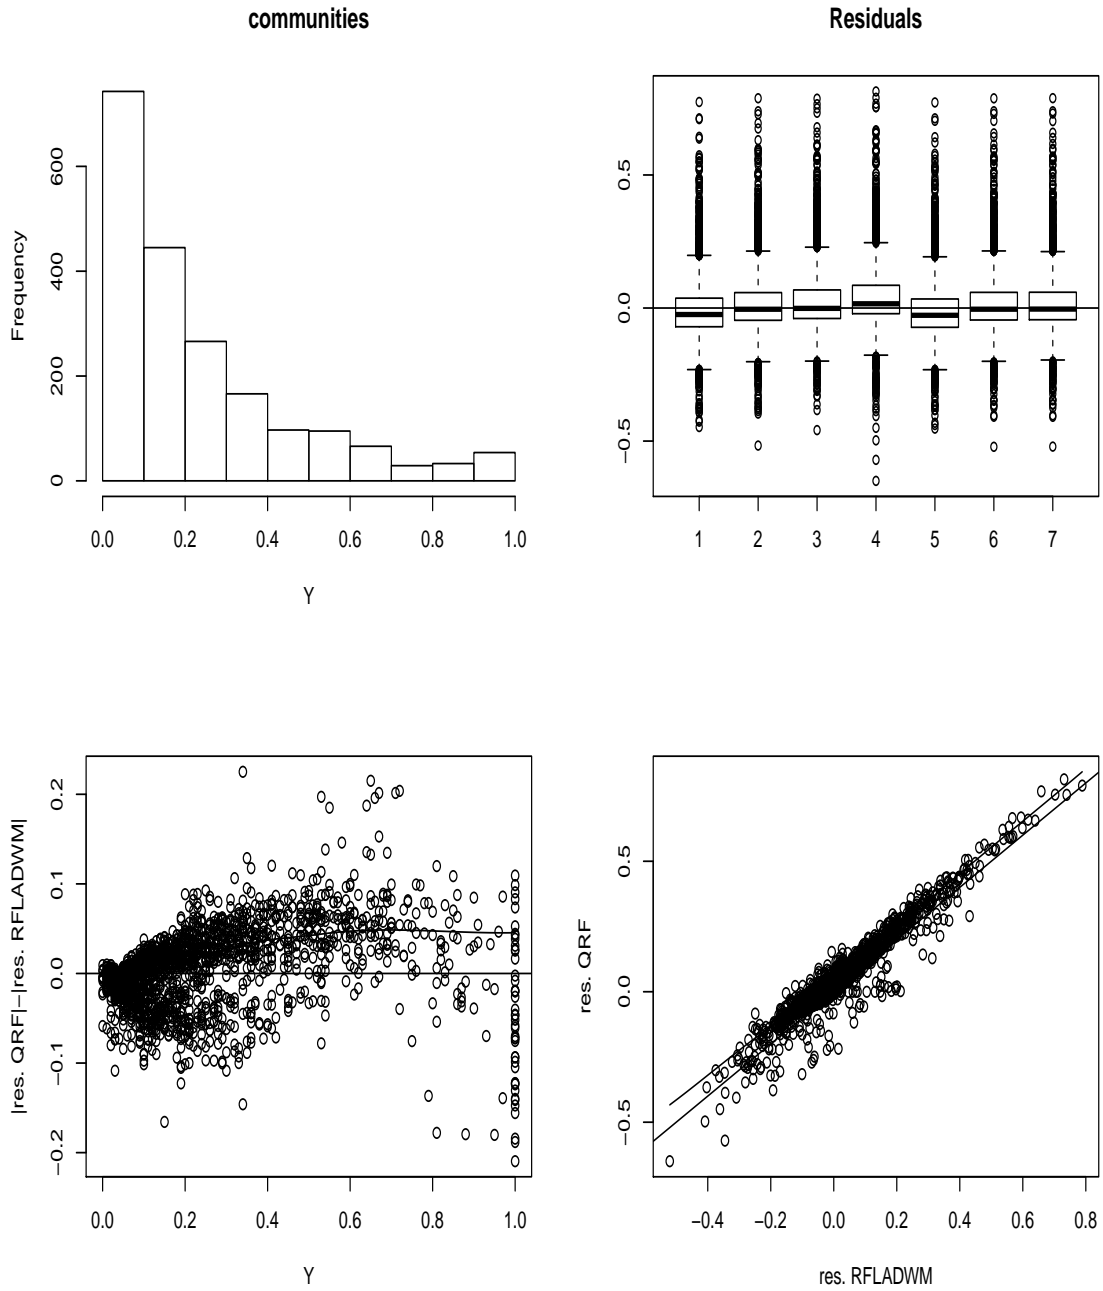 communities
Frequency
600
400
200
0
0.0 0.2 0.4 0.6 0.8 1.0
Y
Residuals
0.5
0.0
−0.5
1 2 3 4 5 6 7
|res. QRF|−|res. RFLADWM|
0.2
0.1
0.0
−0.1
−0.2
0.0 0.2 0.4 0.6 0.8 1.0
Y
res. QRF
0.5
0.0
−0.5
−0.4 −0.2 0.0 0.2 0.4 0.6 0.8
res. RFLADWM